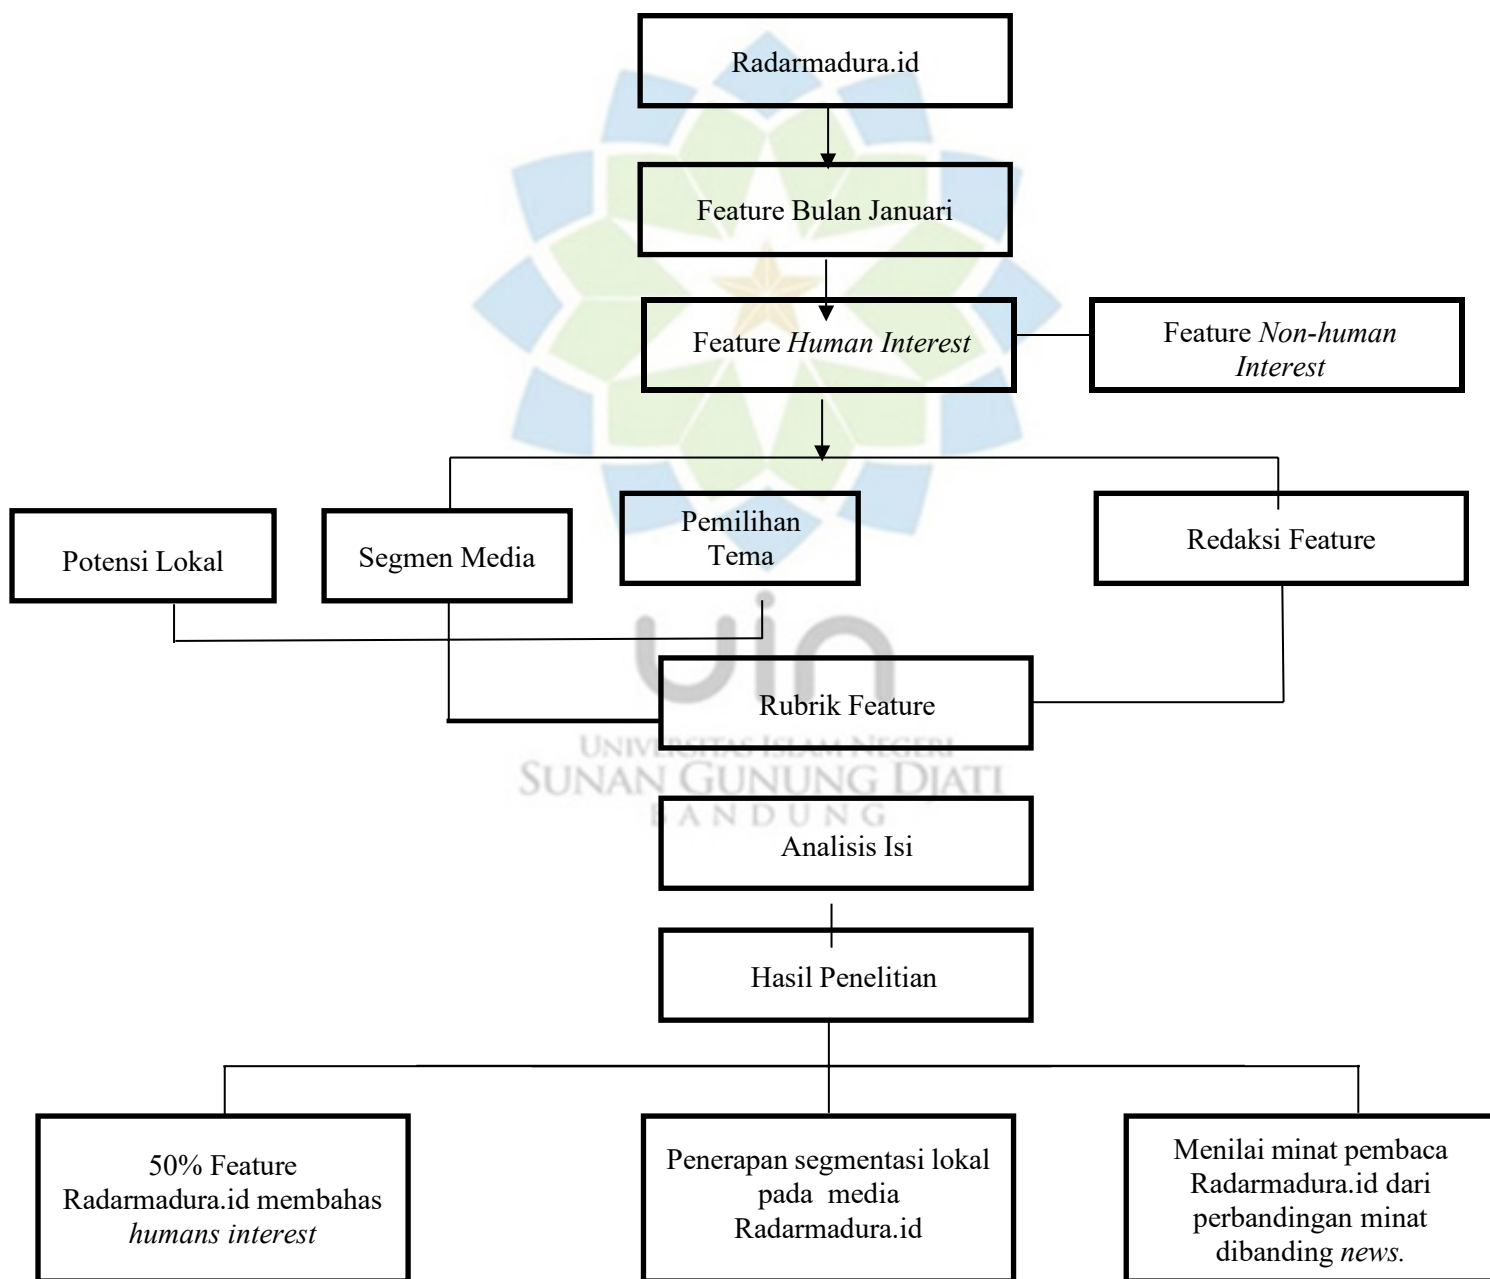 Radarmadura.id
Feature Bulan Januari
Feature Human Interest
Feature Non-human
Interest
Potensi Lokal
Segmen Media
Pemilihan
Tema
Redaksi Feature
uin
Rubrik Feature
UNIVERSITAS ISLAM NEGERI
SUNAN GUNUNG DJATI
BANDUNG
Analisis Isi
Hasil Penelitian
50% Feature
Radarmadura.id membahas
humans interest
Penerapan segmentasi lokal
pada media
Radarmadura.id
Menilai minat pembaca
Radarmadura.id dari
perbandingan minat
dibanding news.